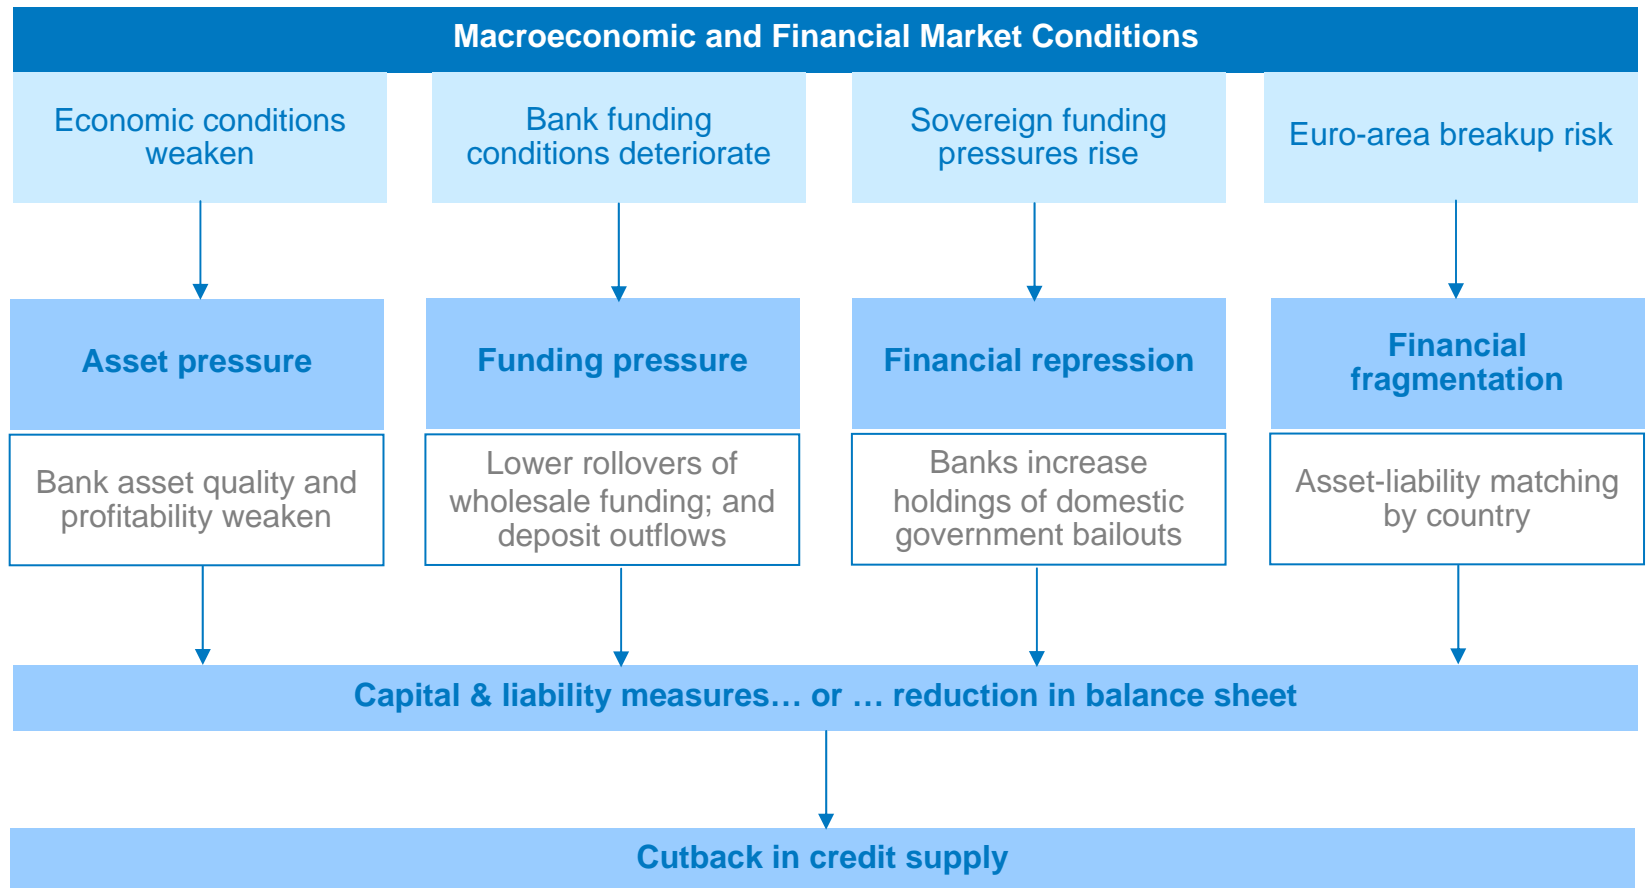 Macroeconomic and Financial Market Conditions
Economic conditions
weaken
Bank funding
conditions deteriorate
Sovereign funding
pressures rise
Euro-area breakup risk
Asset pressure
Funding pressure
Financial repression
Financial
fragmentation
Bank asset quality and
profitability weaken
Lower rollovers of
wholesale funding; and
deposit outflows
Banks increase
holdings of domestic
government bailouts
Asset-liability matching
by country
Capital & liability measures… or … reduction in balance sheet
Cutback in credit supply